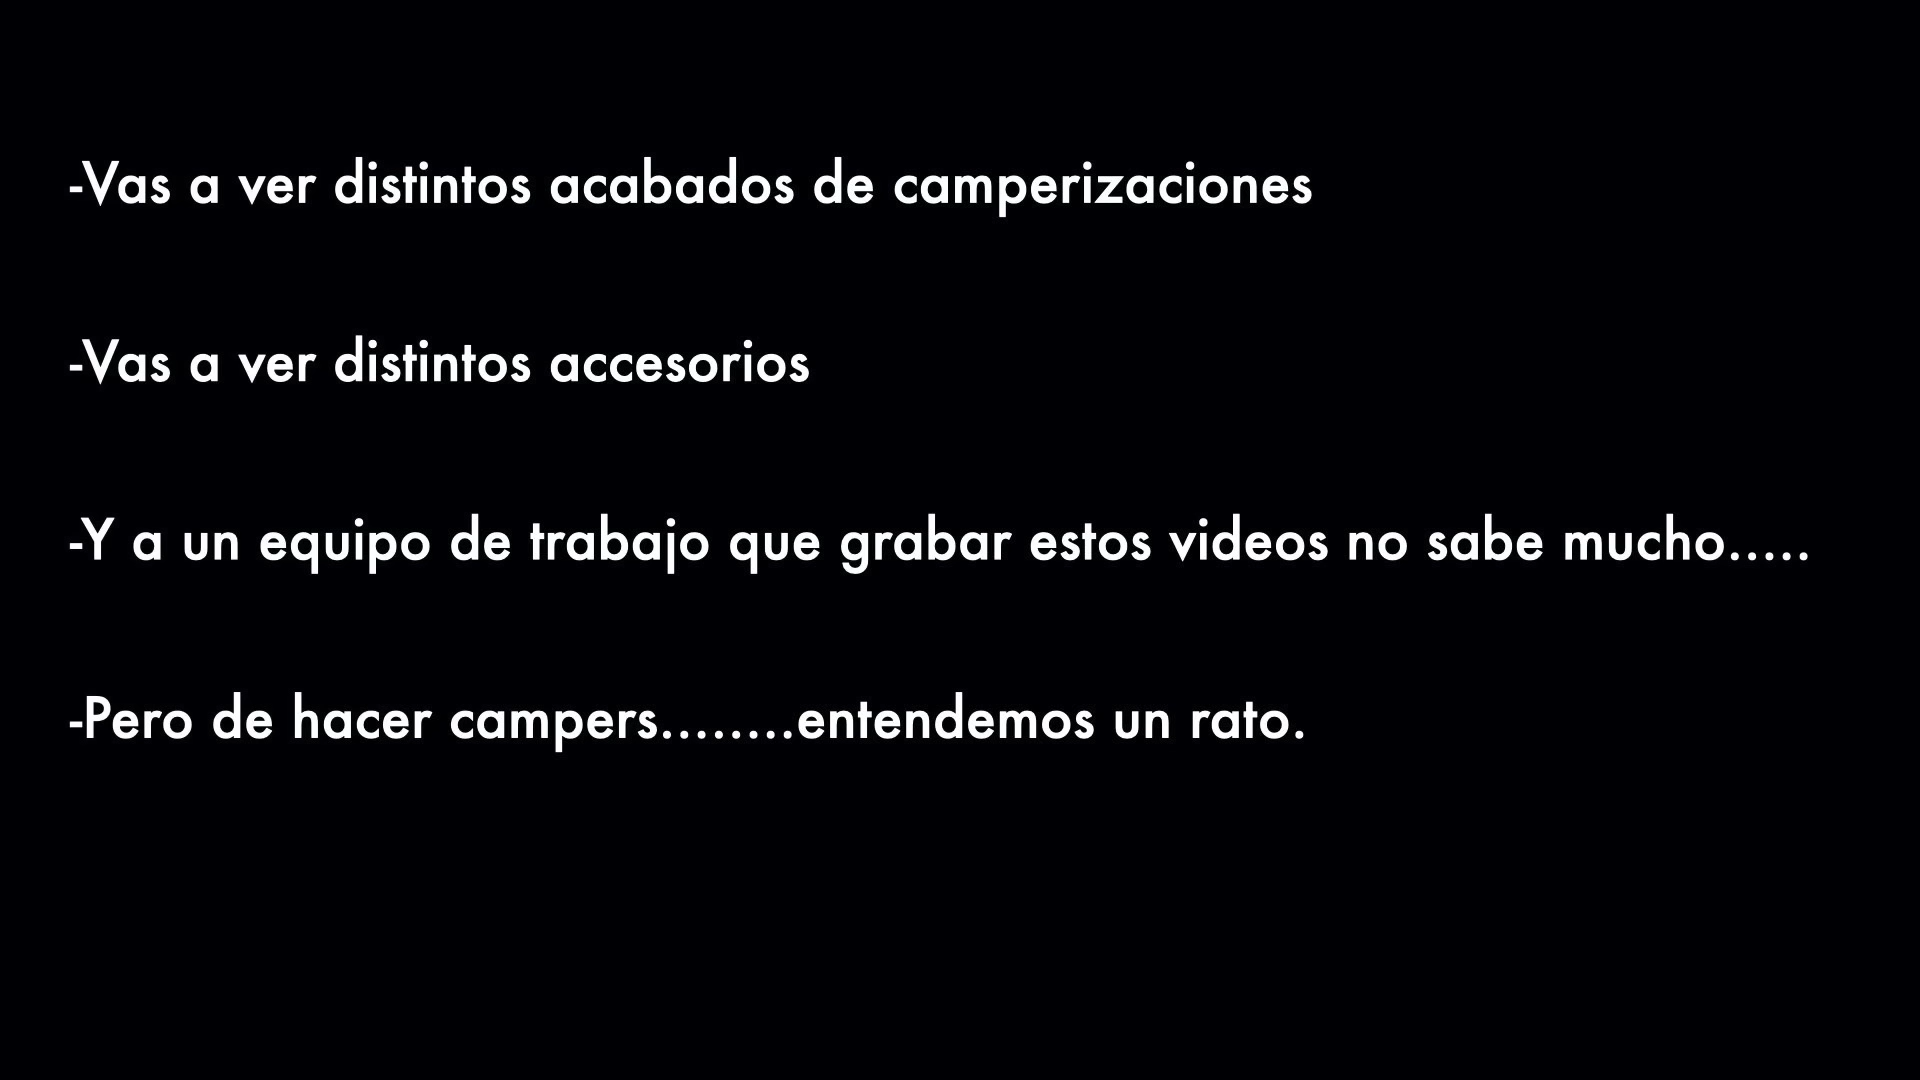 -Vas a ver distintos acabados de camperizaciones
-Vas a ver distintos accesorios
-Y a un equipo de trabajo que grabar estos videos no sabe mucho.....
-Pero de hacer campers........entendemos un rato.